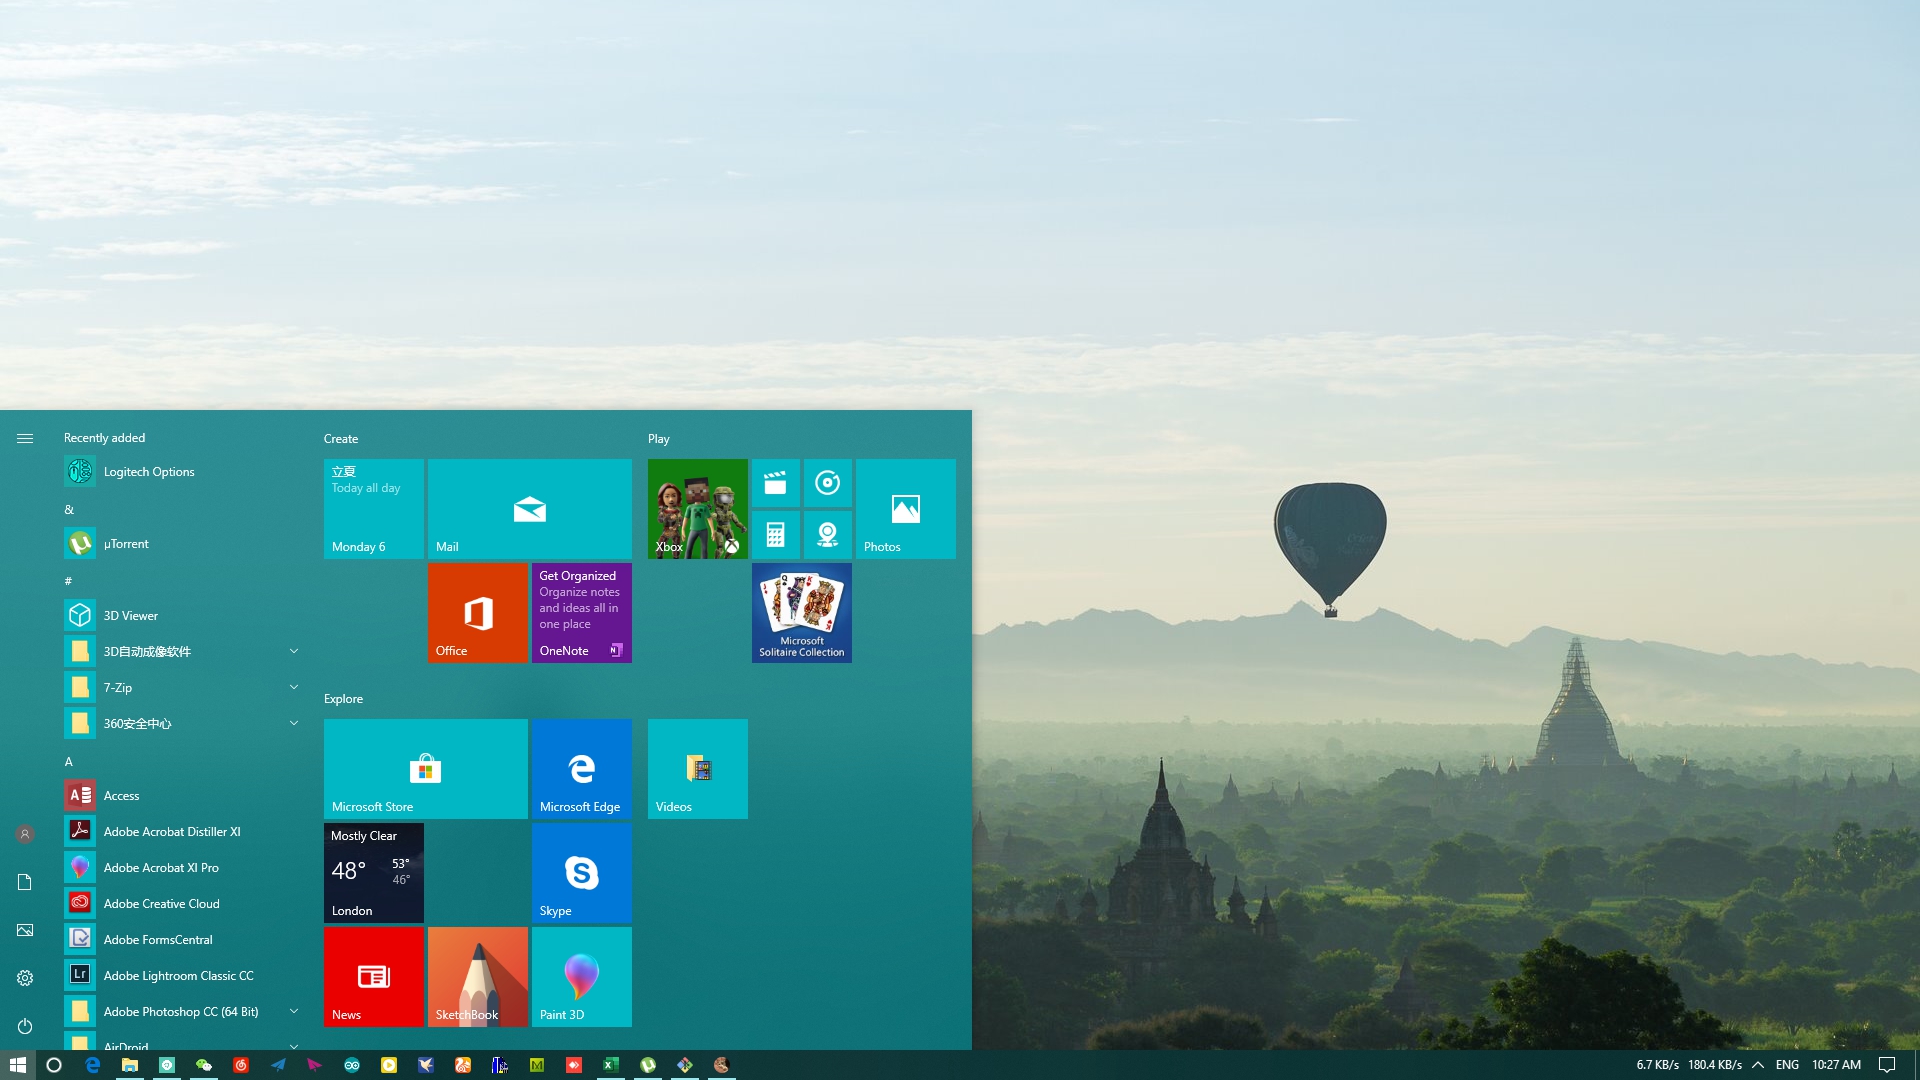 Recently added
Logitech Options
&
µTorrent
#
3D Viewer
3D自动成像软件
7-Zip
360安全中心
A
Access
Adobe Acrobat Distiller XI
Adobe Acrobat XI Pro
Adobe Creative Cloud
Adobe FormsCentral
Lr
Adobe Lightroom Classic CC
Adobe Photoshop CC (64 Bit)
AirDroid
Create
立夏
Today all day
Monday 6
Mail
Office
Get Organized
Organize notes
and ideas all in
one place
OneNote
Play
Xbox
Photos
Microsoft
Solitaire Collection
Explore
Microsoft Store
Microsoft Edge
Videos
Mostly Clear
48°
53°
46°
London
Skype
News
SketchBook
Paint 3D
6.7 KB/s 180.4 KB/s ENG 10:27 AM